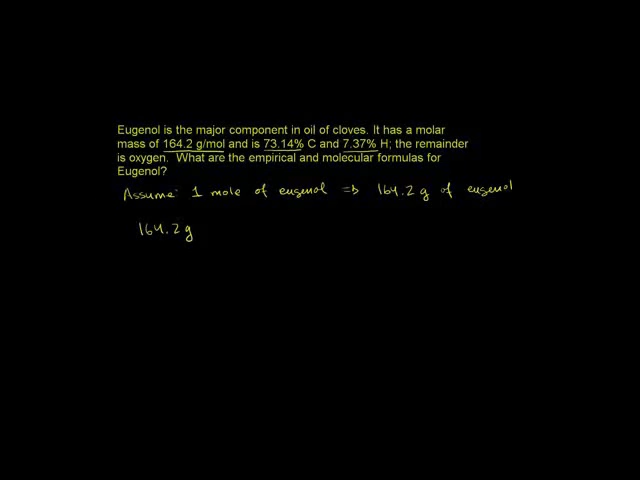 Eugenol is the major component in oil of cloves. It has a molar
mass of 164.2 g/mol and is 73.14% C and 7.37% H; the remainder
is oxygen. What are the empirical and molecular formulas for
Eugenol?
Assume: 1 mole of eugenol => 164.2 g of eugenol
164.2 g